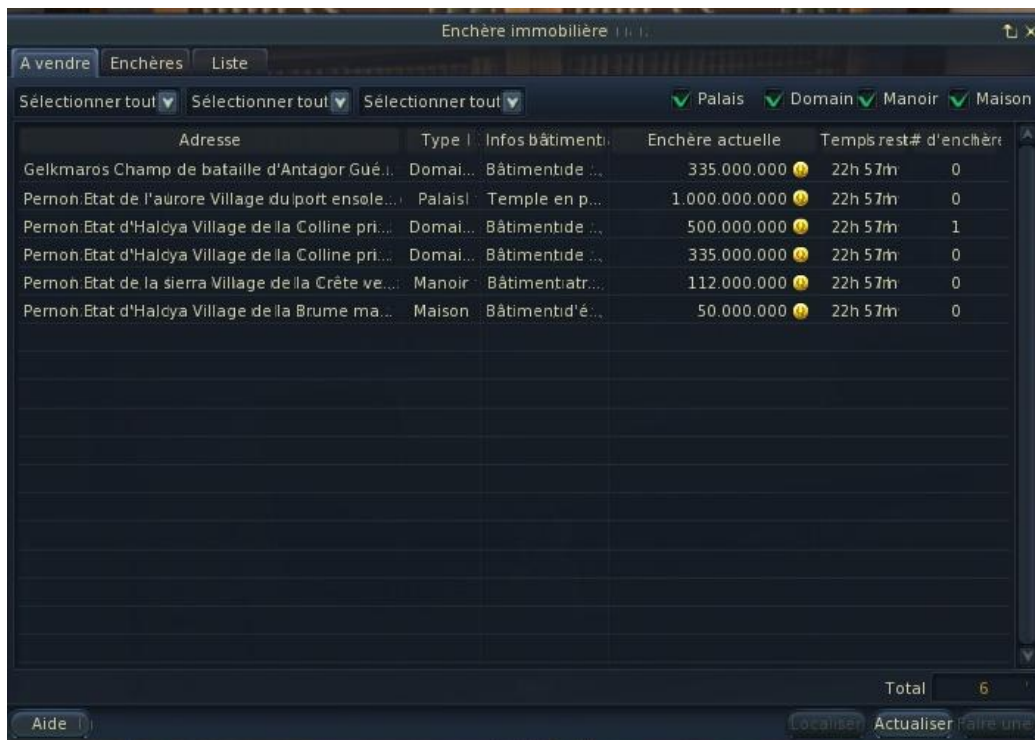 Enchère immobilière
A vendre Enchères Liste
Sélectionner tout Sélectionner tout Sélectionner tout Palais Domain Manoir Maison
Adresse Type Infos bâtiment Enchère actuelle Temps rest # d'enchère
Gelkmaros Champ de bataille d'Antagor Gué... Domai... Bâtiment de ... 335.000.000 22h 57m 0
Pernon Etat de l'aurore Village du port ensole... Palais Temple en p... 1.000.000.000 22h 57m 0
Pernon Etat d'Haldya Village de la Colline pri... Domai... Bâtiment de ... 500.000.000 22h 57m 1
Pernon Etat d'Haldya Village de la Colline pri... Domai... Bâtiment de ... 335.000.000 22h 57m 0
Pernon Etat de la sierra Village de la Crête ve... Manoir Bâtiment atr... 112.000.000 22h 57m 0
Pernon Etat d'Haldya Village de la Brume ma... Maison Bâtiment d'é... 50.000.000 22h 57m 0
Total 6
Aide Localiser Actualiser Faire une